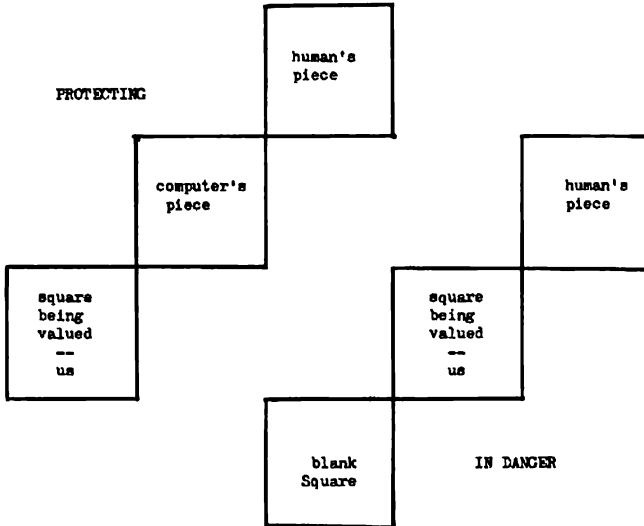 human's
piece
PROTECTING
computer's
piece
human's
piece
square
being
valued
--
us
square
being
valued
--
us
blank
Square
IN DANGER